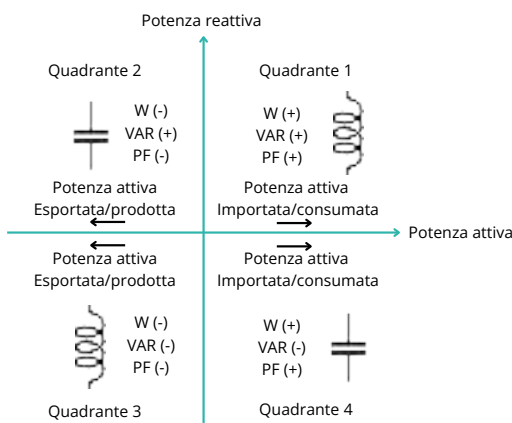 Potenza reattiva
Quadrante 2
W (-)
VAR (+)
PF (-)
Potenza attiva
Esportata/prodotta
Quadrante 1
W (+)
VAR (+)
PF (+)
Potenza attiva
Importata/consumata
Potenza attiva
Potenza attiva
Esportata/prodotta
W (-)
VAR (-)
PF (-)
Quadrante 3
Potenza attiva
Importata/consumata
W (+)
VAR (-)
PF (+)
Quadrante 4